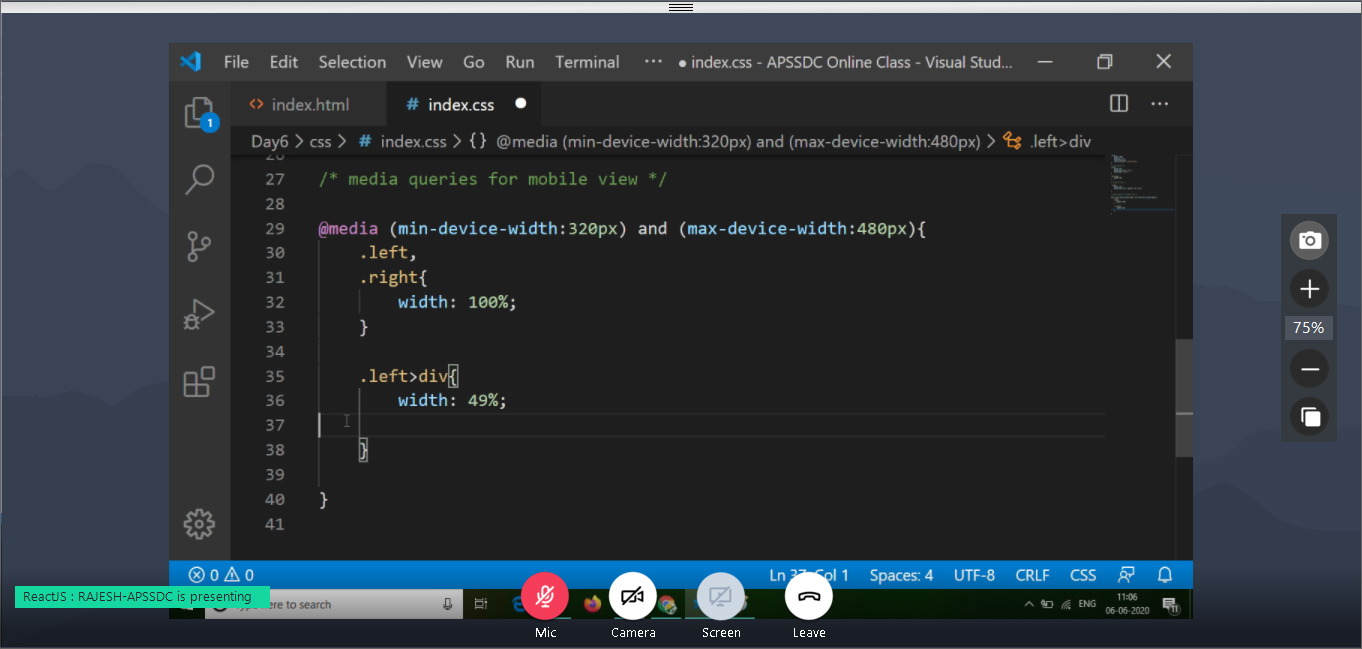 File Edit Selection View Go Run Terminal ··· ● index.css - APSSDC Online Class - Visual Stud...
<> index.html # index.css ●
Day6 > css > # index.css > {} @media (min-device-width:320px) and (max-device-width:480px) > .left>div
1
27 /* media queries for mobile view */
28
29 @media (min-device-width:320px) and (max-device-width:480px){
30 .left,
31 .right{
32 width: 100%;
33 }
34
35 .left>div{
36 width: 49%;
37
38 }
39
40 }
41
75%
0 0 Ln 37, Col 1 Spaces: 4 UTF-8 CRLF CSS
ReactJS : RAJESH-APSSDC is presenting
here to search
ENG
11:06
06-06-2020
11
Mic Camera Screen Leave